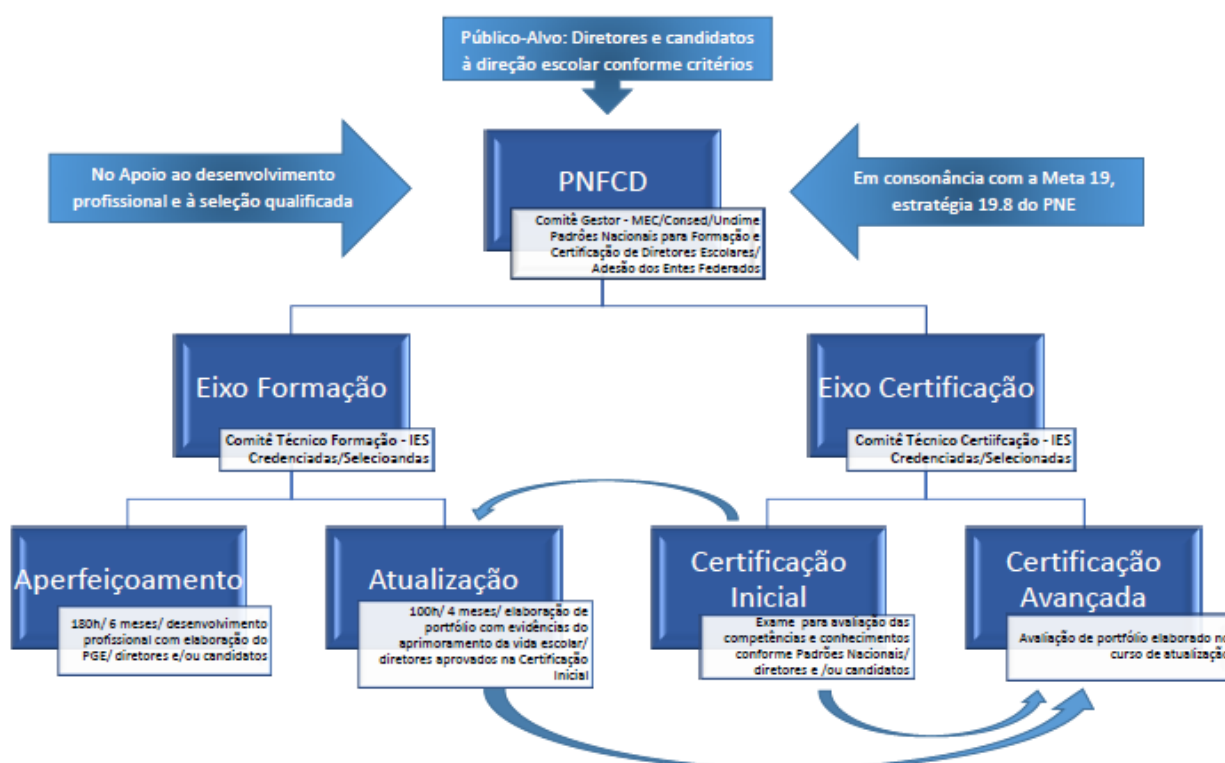 Público-Alvo: Diretores e candidatos
à direção escolar conforme critérios
No Apoio ao desenvolvimento
profissional e à seleção qualificada
PNFCD
Comitê Gestor - MEC/Consed/Undime
Padrões Nacionais para Formação e
Certificação de Diretores Escolares/
Adesão dos Entes Federados
Em consonância com a Meta 19,
estratégia 19.8 do PNE
Eixo Formação
Comitê Técnico Formação - IES
Credenciadas/Selecioandas
Eixo Certificação
Comitê Técnico Certiifcação - IES
Credenciadas/Selecionadas
Aperfeiçoamento
180h/ 6 meses/ desenvolvimento
profissional com elaboração do
PGE/ diretores e/ou candidatos
Atualização
100h/ 4 meses/ elaboração de
portfólio com evidências do
aprimoramento da vida escolar/
diretores aprovados na Certificação
Inicial
Certificação
Inicial
Exame para avaliação das
competências e conhecimentos
conforme Padrões Nacionais/
diretores e /ou candidatos
Certificação
Avançada
Avaliação de portfólio elaborado no
curso de atualização